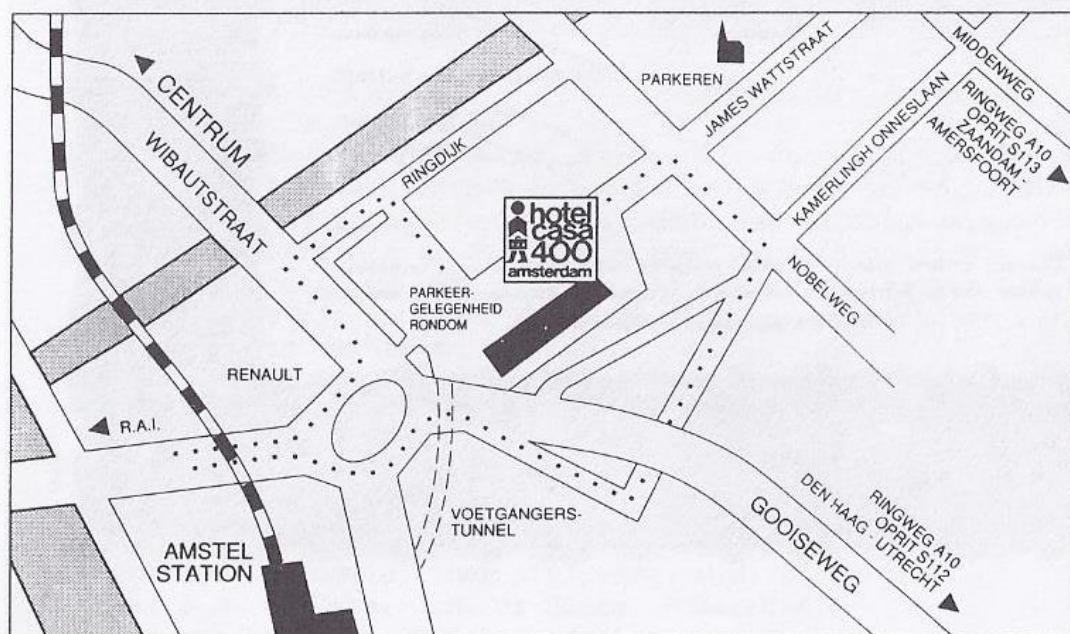 CENTRUM
WIBAUTSTRAAT
RINGDIJK
PARKEREN
JAMES WATTSTRAAT
MIDDENWEG
KAMERLINGH ONNESLAAN
RINGWEG A10
OPRIT S113
ZAANDAM -
AMERSFOORT
hotel
casa
400
amsterdam
NOBELWEG
PARKEER-
GELEGENHEID
RONDOM
RENAULT
R.A.I.
VOETGANGERS-
TUNNEL
AMSTEL
STATION
GOOISEWEG
RINGWEG A10
OPRIT S112
DEN HAAG - UTRECHT